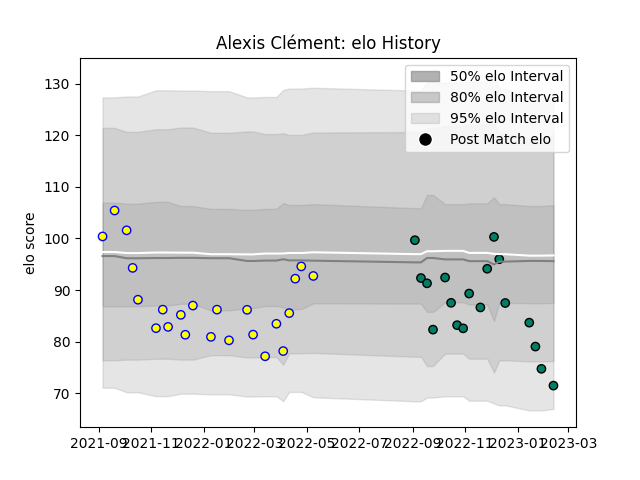 Alexis Clément: elo History
50% elo Interval
80% elo Interval
95% elo Interval
Post Match elo
elo score
130
120
110
100
90
80
70
2021-09 2021-11 2022-01 2022-03 2022-05 2022-07 2022-09 2022-11 2023-01 2023-03